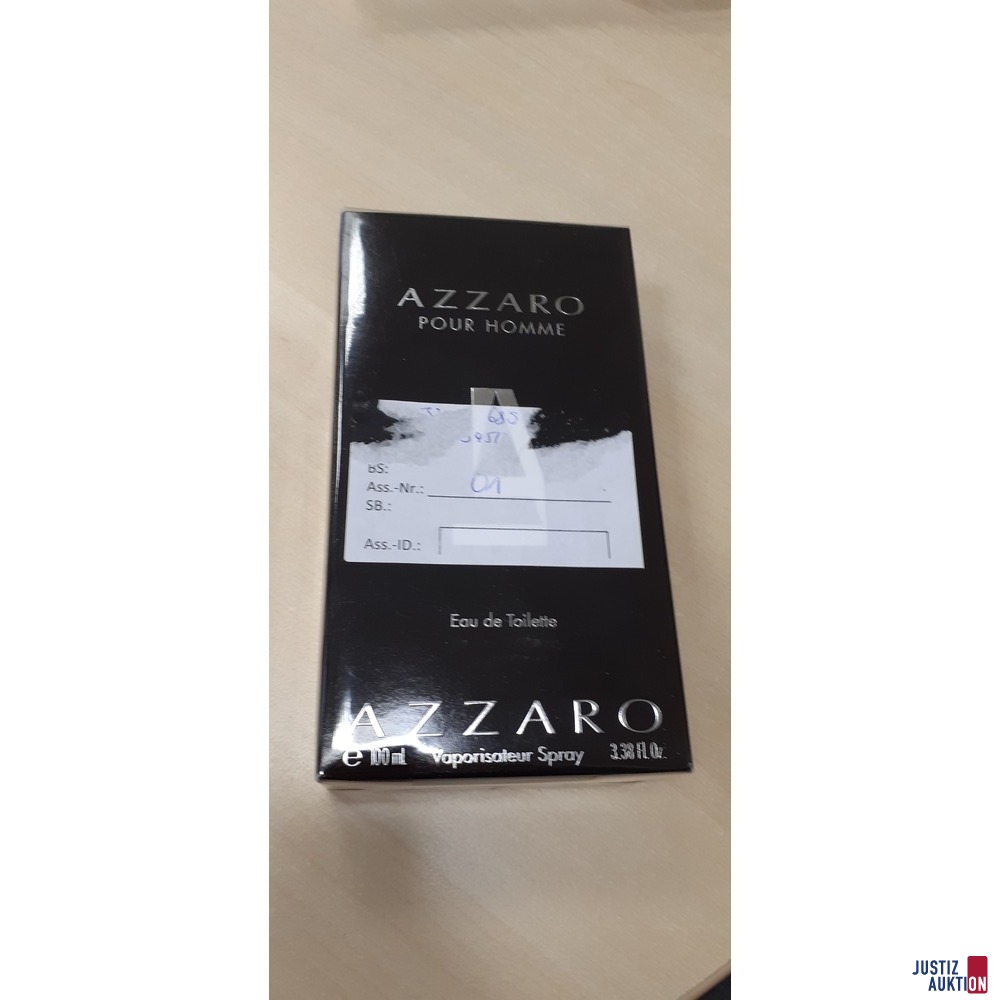 AZZARO
POUR HOMME
685
BS:
Ass.-Nr.: 01
SB.:
Ass.-ID.:
Eau de Toilette
AZZARO
e 100 mL Vaporisateur Spray 3.38 Fl. Oz.
JUSTIZ
AUKTION